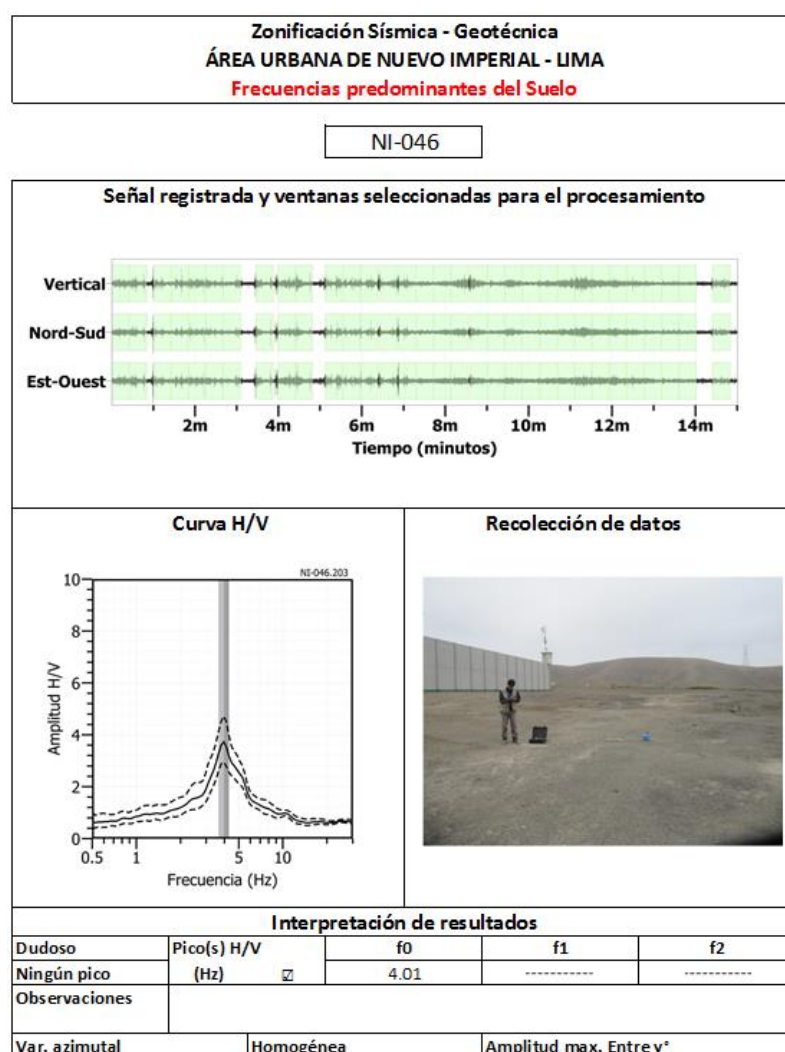 Zonificación Sísmica - Geotécnica
ÁREA URBANA DE NUEVO IMPERIAL - LIMA
Frecuencias predominantes del Suelo
NI-046
Señal registrada y ventanas seleccionadas para el procesamiento
Vertical
Nord-Sud
Est-Ouest
2m 4m 6m 8m 10m 12m 14m
Tiempo (minutos)
Curva H/V
Recolección de datos
NI-046.203
Amplitud H/V
10
8
6
4
2
0
0.5 1 5 10
Frecuencia (Hz)
Interpretación de resultados
Dudoso Pico(s) H/V f0 f1 f2
Ningún pico (Hz) ☑ 4.01 ----------- -----------
Observaciones
Var. azimutal Homogénea Amplitud max. Entre y°